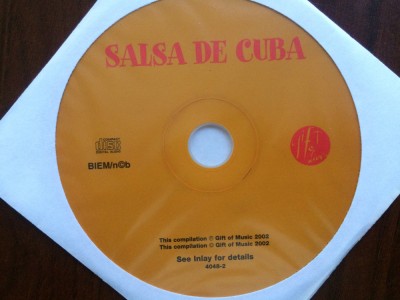 SALSA DE CUBA
BIEM/n©b
This compilation ℗ Gift of Music 2002
This compilation © Gift of Music 2002
See Inlay for details
4049-2